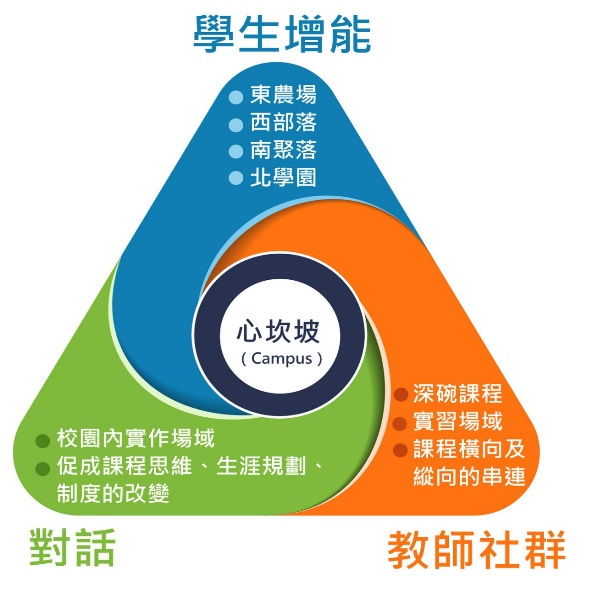 學生增能
東農場
西部落
南聚落
北學園
心坎坡
(Campus)
深碗課程
實習場域
課程橫向及
縱向的串連
校園內實作場域
促成課程思維、生涯規劃、
制度的改變
對話
教師社群